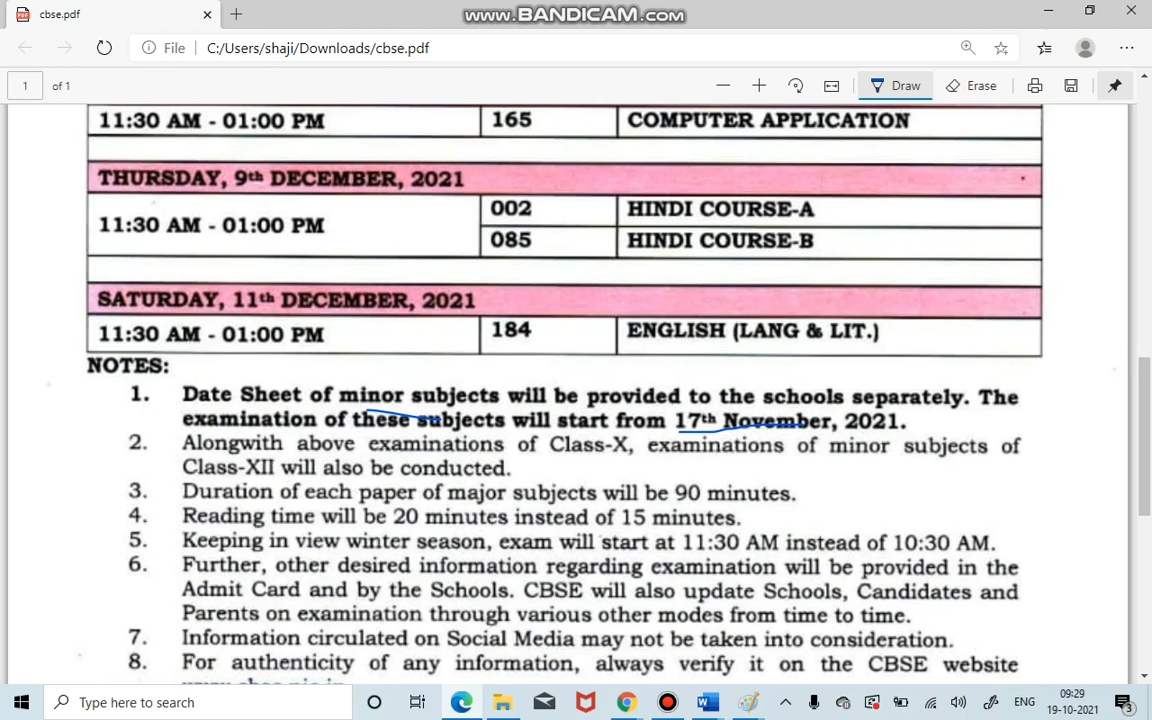 cbse.pdf
www.BANDICAM.com
File C:/Users/shaji/Downloads/cbse.pdf
1 of 1 Draw Erase
11:30 AM - 01:00 PM 165 COMPUTER APPLICATION
THURSDAY, 9th DECEMBER, 2021
11:30 AM - 01:00 PM 002 HINDI COURSE-A
085 HINDI COURSE-B
SATURDAY, 11th DECEMBER, 2021
11:30 AM - 01:00 PM 184 ENGLISH (LANG & LIT.)
NOTES:
1. Date Sheet of minor subjects will be provided to the schools separately. The
examination of these subjects will start from 17th November, 2021.
2. Alongwith above examinations of Class-X, examinations of minor subjects of
Class-XII will also be conducted.
3. Duration of each paper of major subjects will be 90 minutes.
4. Reading time will be 20 minutes instead of 15 minutes.
5. Keeping in view winter season, exam will start at 11:30 AM instead of 10:30 AM.
6. Further, other desired information regarding examination will be provided in the
Admit Card and by the Schools. CBSE will also update Schools, Candidates and
Parents on examination through various other modes from time to time.
7. Information circulated on Social Media may not be taken into consideration.
8. For authenticity of any information, always verify it on the CBSE website
Type here to search
ENG
09:29
19-10-2021
3